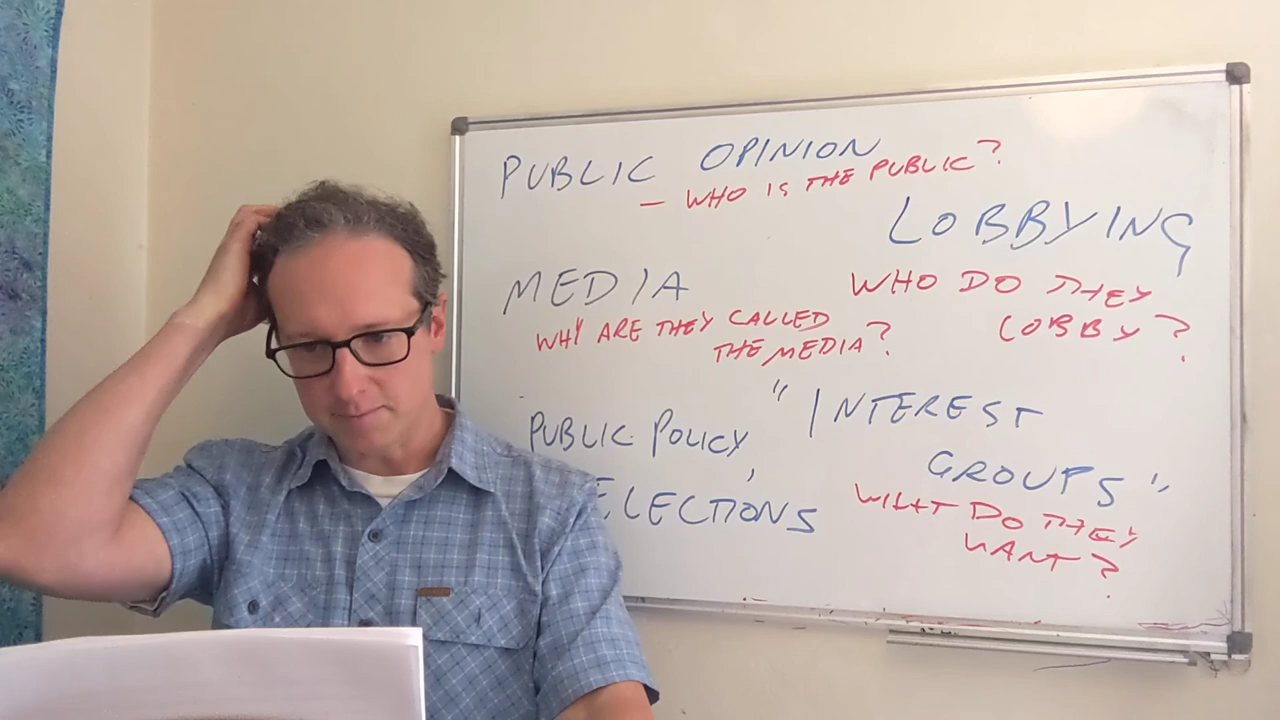 PUBLIC OPINION
— WHO IS THE PUBLIC?
LOBBYING
WHO DO THEY
LOBBY?
MEDIA
WHY ARE THEY CALLED
THE MEDIA?
PUBLIC POLICY,
ELECTIONS
"INTEREST
GROUPS"
WHAT DO THEY
WANT?